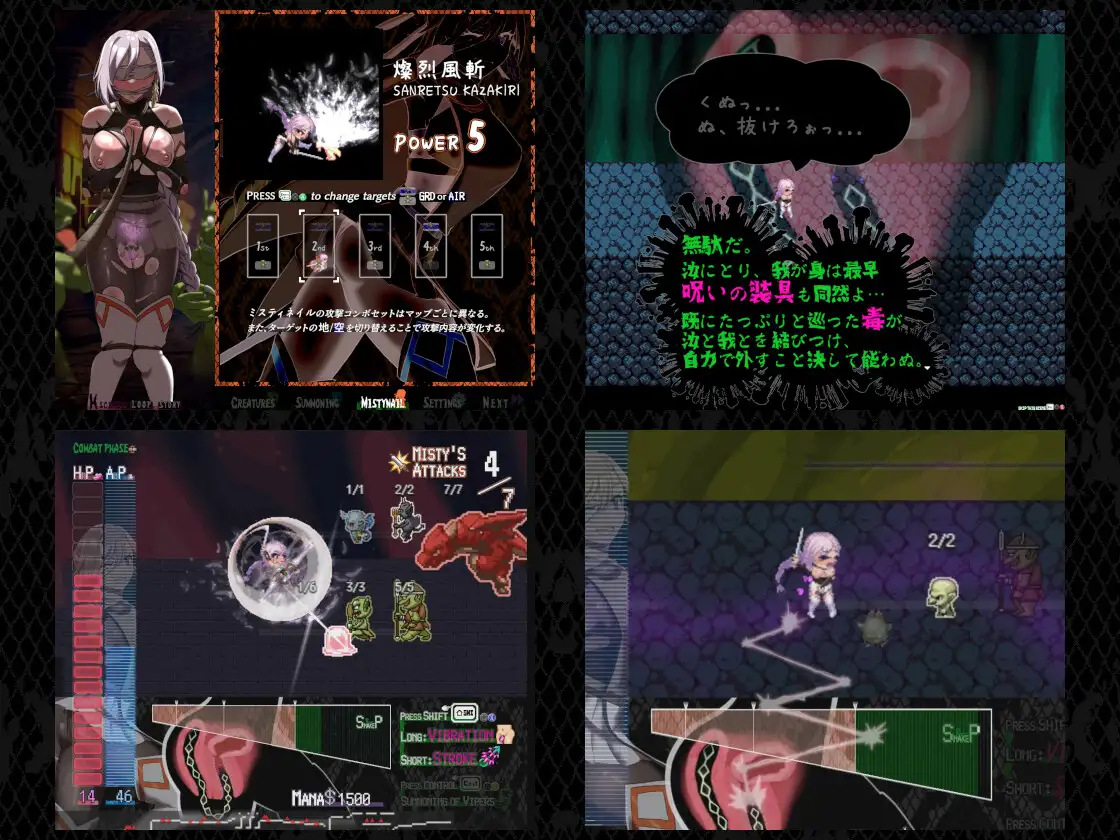 燦烈風斬
SANRETSU KAZAKIRI
POWER 5
PRESS to change targets GRD or AIR
1st 2nd 3rd 4th 5th
ミスティネイルの攻撃コンボセットはマップごとに異なる。
また、ターゲットの地/空を切り替えることで攻撃内容が変化する。
CREATURES SUMMONING MISTYNAIL SETTINGS NEXT
くぬっ...
ぬ、抜けろぉっ...
無駄だ。
汝にとり、我が身は最早
呪いの装具も同然よ…
既にたっぷりと巡った毒が、
汝と我とを結びつけ、
自力で外すこと決して能わぬ。
COMBAT PHASE
H.P. A.P.
MISTY'S ATTACKS 4/7
1/1 2/2 7/7
1/6 3/3 5/5
SNAKE P
PRESS SHIFT
LONG: VIBRATION
SHORT: STROKE
PRESS CONTROL
SUMMONING OF VIPERS
MANA$1500
14 46
2/2
SNAKE P
PRESS SHIF
LONG:
SHORT:
PRESS CONT